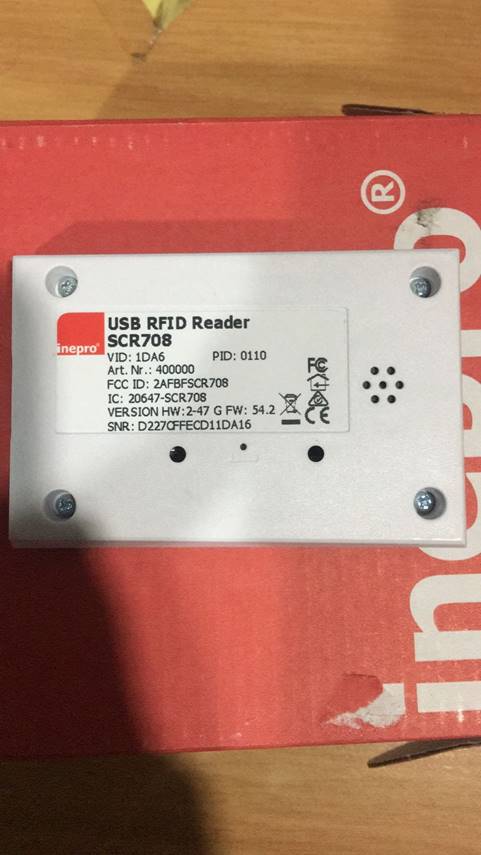 inepro®
USB RFID Reader
SCR708
VID: 1DA6 PID: 0110
Art. Nr.: 400000
FCC ID: 2AFBFSCR708
IC: 20647-SCR708
VERSION HW:2-47 G FW: 54.2
SNR: D227CFFECD11DA16
FC
CE
inepro®